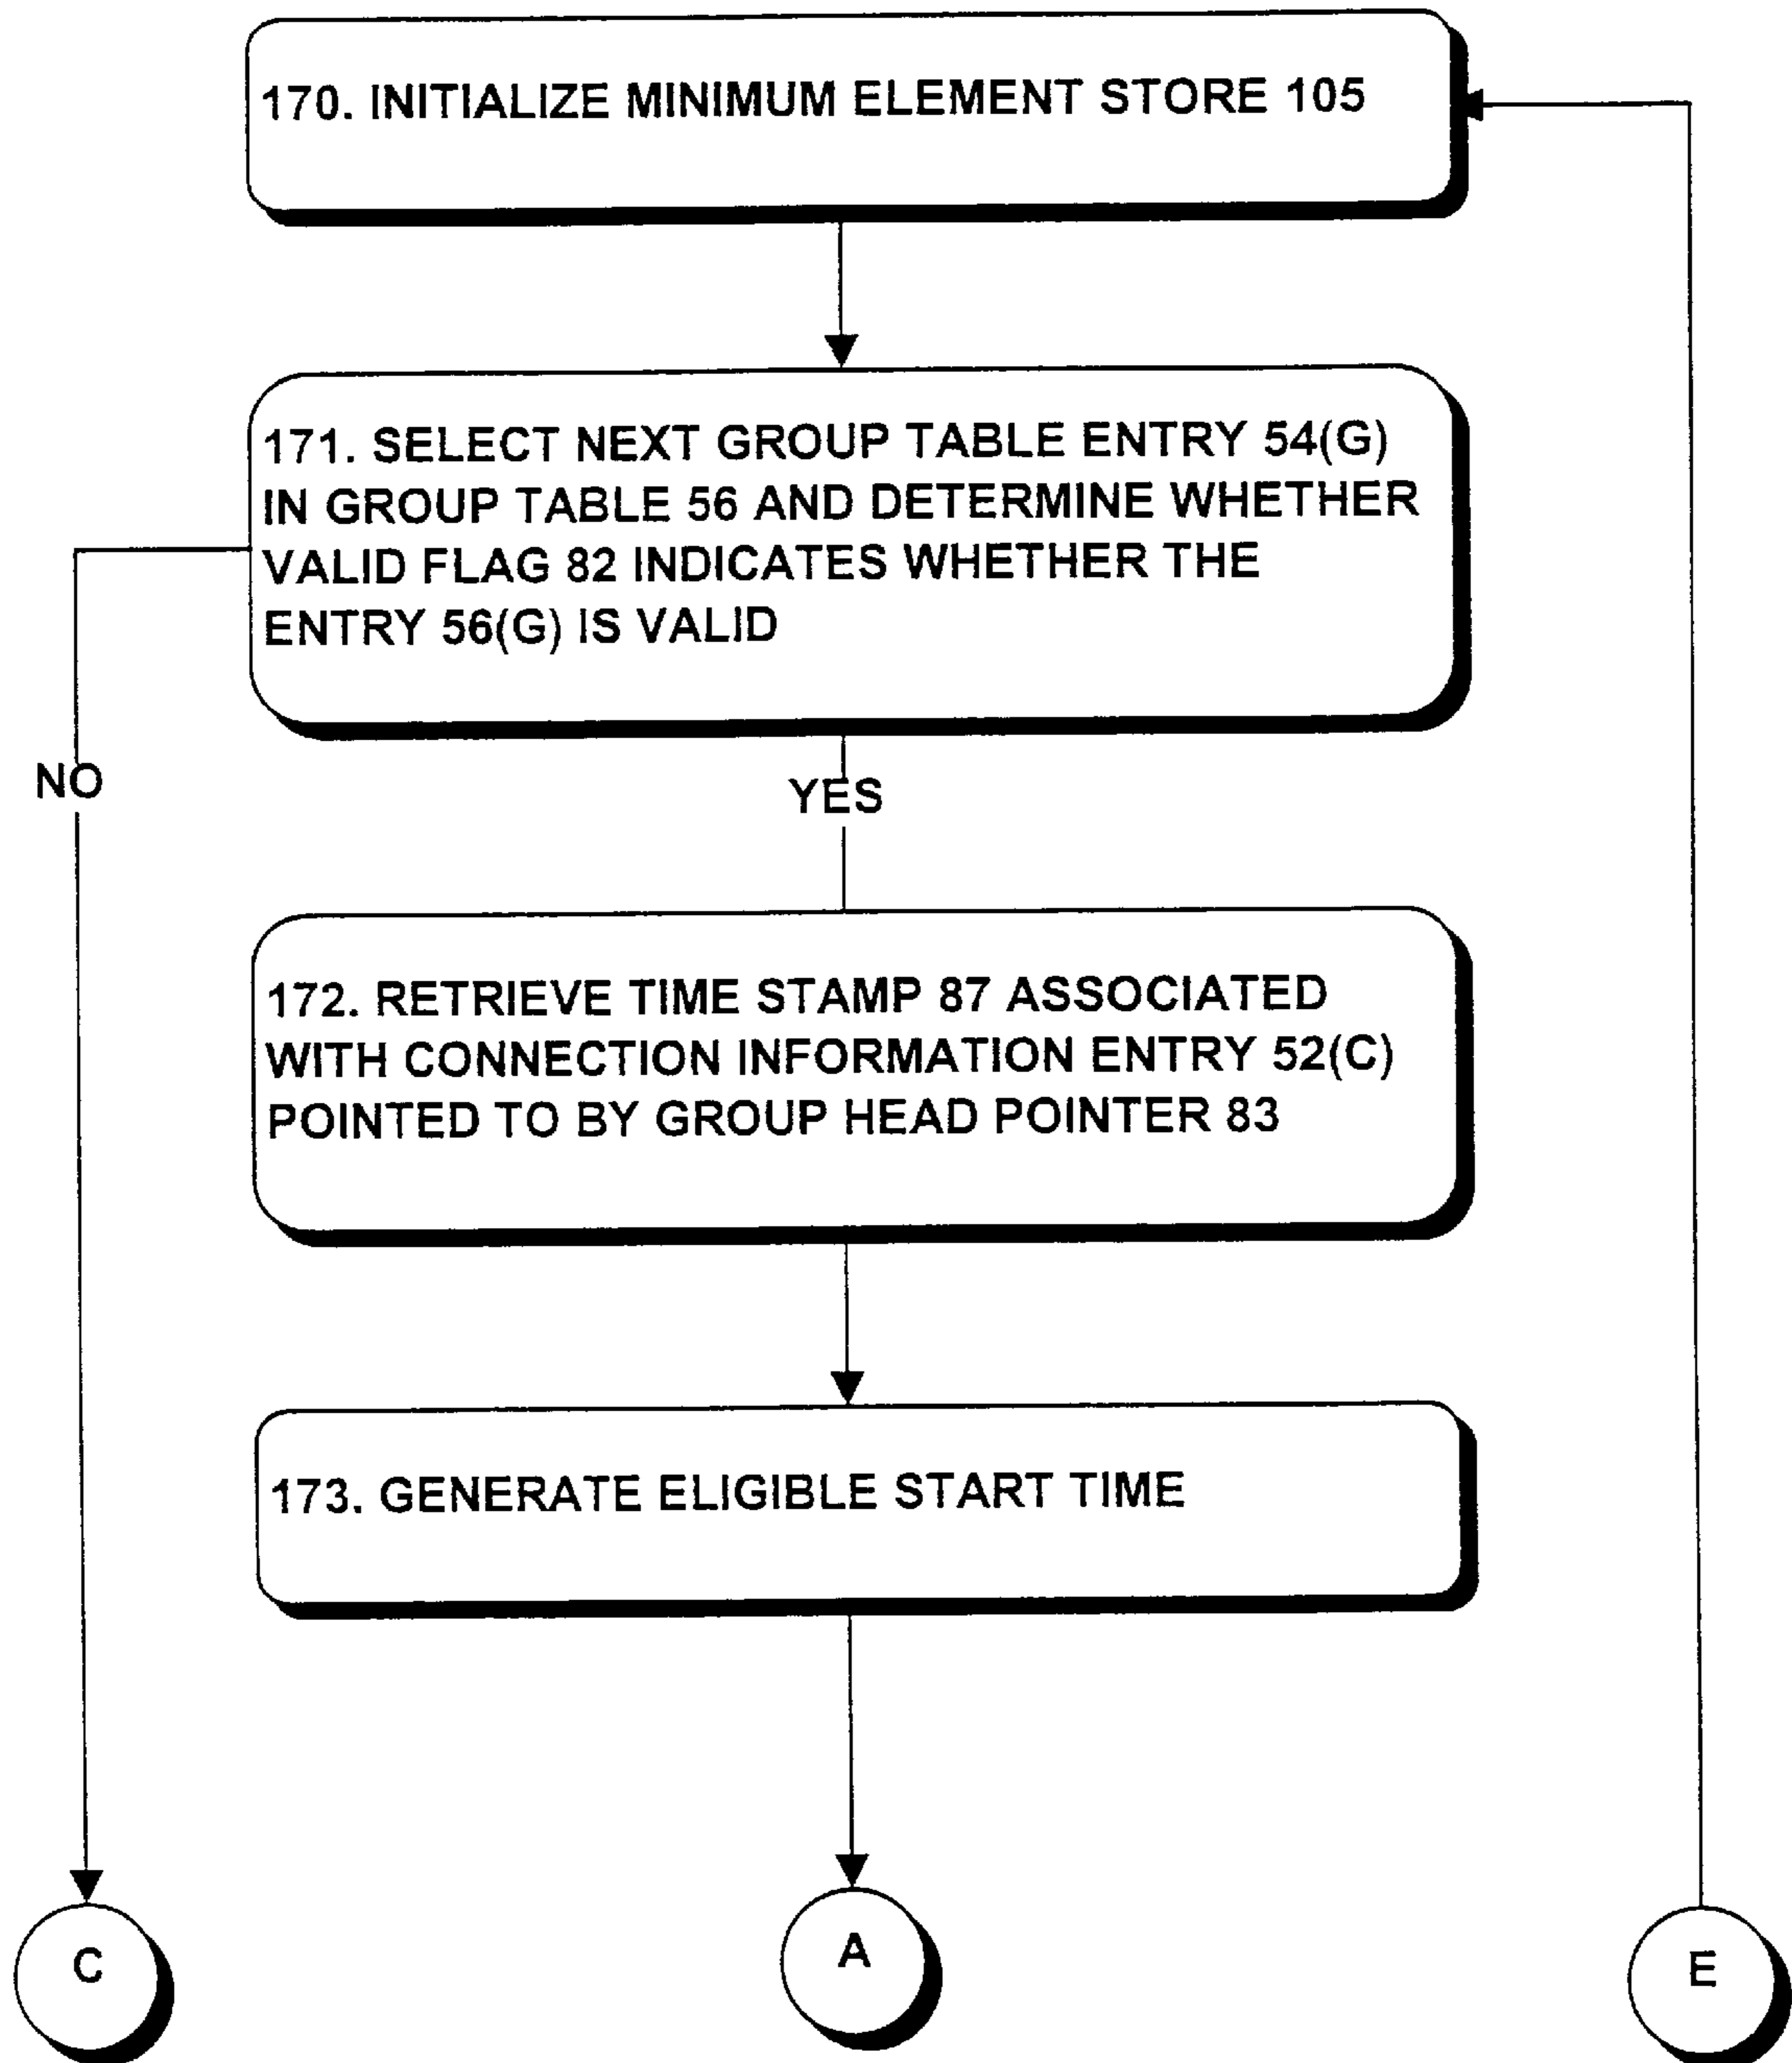 170. INITIALIZE MINIMUM ELEMENT STORE 105
171. SELECT NEXT GROUP TABLE ENTRY 54(G)
IN GROUP TABLE 56 AND DETERMINE WHETHER
VALID FLAG 82 INDICATES WHETHER THE
ENTRY 56(G) IS VALID
NO
YES
172. RETRIEVE TIME STAMP 87 ASSOCIATED
WITH CONNECTION INFORMATION ENTRY 52(C)
POINTED TO BY GROUP HEAD POINTER 83
173. GENERATE ELIGIBLE START TIME
C
A
E